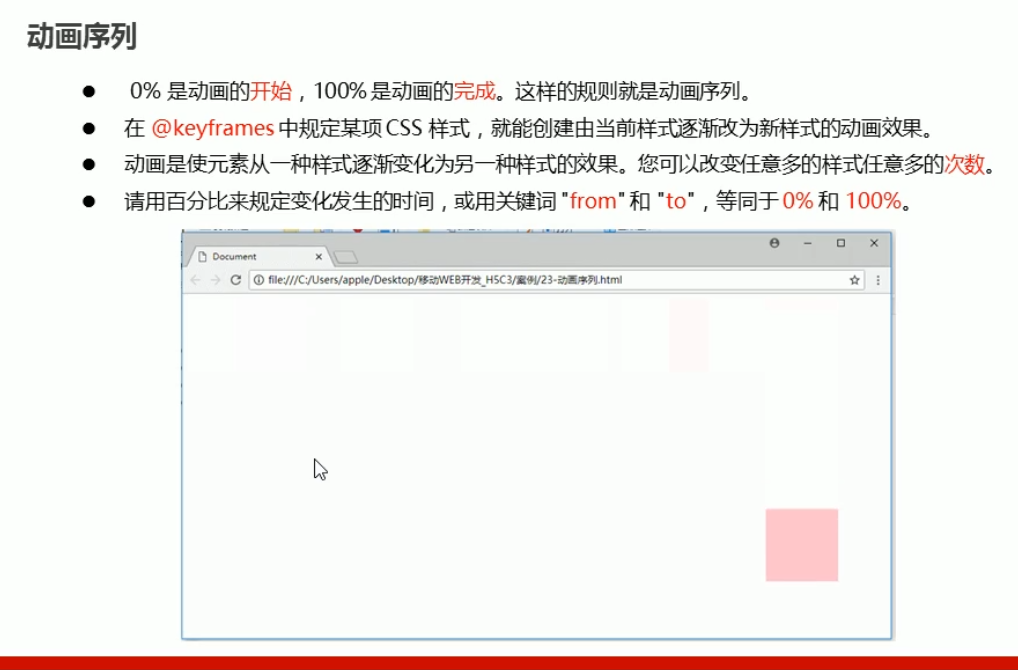 动画序列
● 0% 是动画的开始，100% 是动画的完成。这样的规则就是动画序列。
● 在 @keyframes 中规定某项 CSS 样式，就能创建由当前样式逐渐改为新样式的动画效果。
● 动画是使元素从一种样式逐渐变化为另一种样式的效果。您可以改变任意多的样式任意多的次数。
● 请用百分比来规定变化发生的时间，或用关键词 "from" 和 "to"，等同于 0% 和 100%。
Document
file:///C:/Users/apple/Desktop/移动WEB开发_H5C3/案例/23-动画序列.html